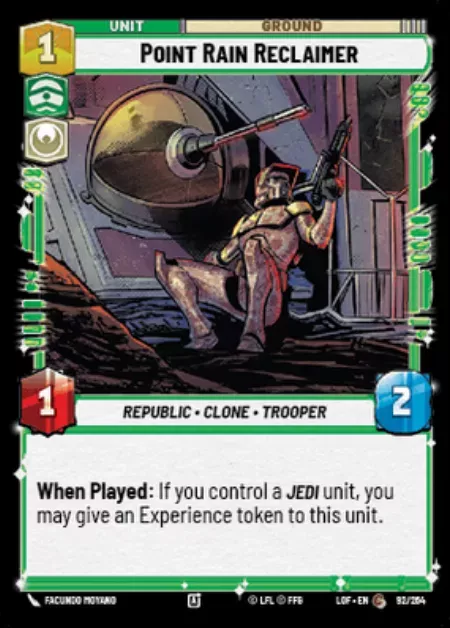 UNIT GROUND
1 POINT RAIN RECLAIMER
1 REPUBLIC • CLONE • TROOPER 2
When Played: If you control a JEDI unit, you
may give an Experience token to this unit.
FACUNDO MOYANO A © LFL © FFG LOF • EN C 92/264